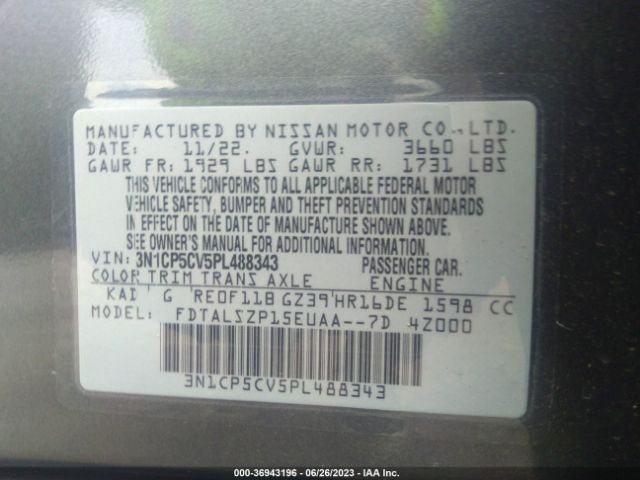 MANUFACTURED BY NISSAN MOTOR CO., LTD.
DATE: 11/22. GVWR: 3660 LBS
GAWR FR: 1929 LBS GAWR RR: 1731 LBS
THIS VEHICLE CONFORMS TO ALL APPLICABLE FEDERAL MOTOR
VEHICLE SAFETY, BUMPER AND THEFT PREVENTION STANDARDS
IN EFFECT ON THE DATE OF MANUFACTURE SHOWN ABOVE.
SEE OWNER'S MANUAL FOR ADDITIONAL INFORMATION.
VIN: 3N1CP5CV5PL488343 PASSENGER CAR.
COLOR TRIM TRANS AXLE ENGINE
KAD G RE0F11B GZ39 HR16DE 1598 CC
MODEL: FDTALSZP15EUAA--7D 4Z000
3N1CP5CV5PL488343
000-36943196 - 06/26/2023 - IAA Inc.